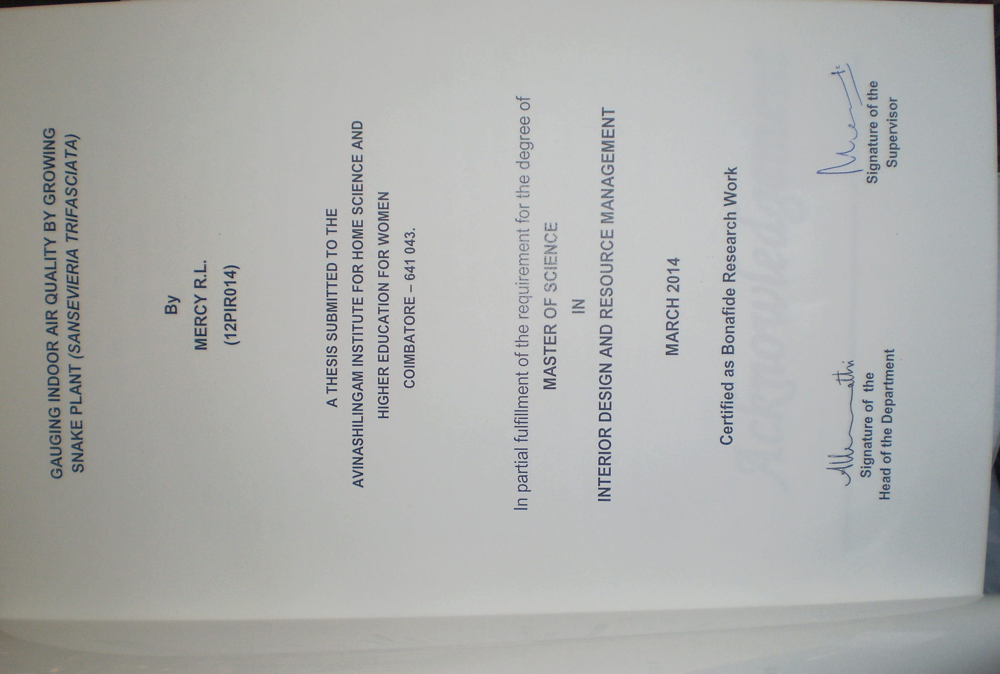 GAUGING INDOOR AIR QUALITY BY GROWING
SNAKE PLANT (SANSEVIERIA TRIFASCIATA)
By
MERCY R.L.
(12PIR014)
A THESIS SUBMITTED TO THE
AVINASHILINGAM INSTITUTE FOR HOME SCIENCE AND
HIGHER EDUCATION FOR WOMEN
COIMBATORE – 641 043.
In partial fulfillment of the requirement for the degree of
MASTER OF SCIENCE
IN
INTERIOR DESIGN AND RESOURCE MANAGEMENT
MARCH 2014
Certified as Bonafide Research Work
Signature of the
Head of the Department
Signature of the
Supervisor